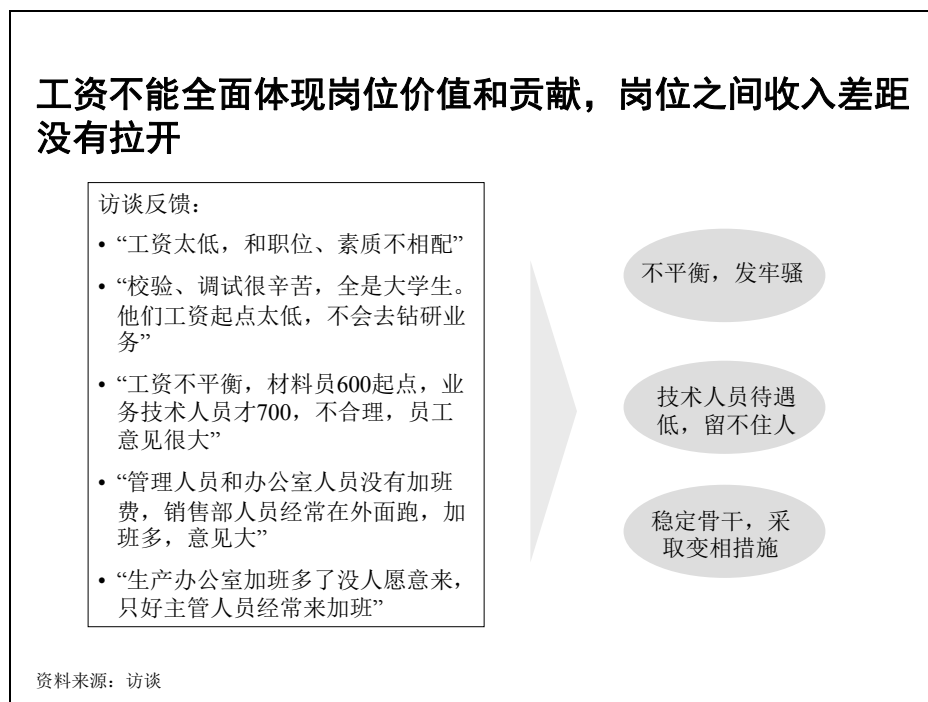 工资不能全面体现岗位价值和贡献，岗位之间收入差距
没有拉开
访谈反馈：
• “工资太低，和职位、素质不相配”
• “校验、调试很辛苦，全是大学生。
他们工资起点太低，不会去钻研业
务”
• “工资不平衡，材料员600起点，业
务技术人员才700，不合理，员工
意见很大”
• “管理人员和办公室人员没有加班
费，销售部人员经常在外面跑，加
班多，意见大”
• “生产办公室加班多了没人愿意来，
只好主管人员经常来加班”
不平衡，发牢骚
技术人员待遇
低，留不住人
稳定骨干，采
取变相措施
资料来源：访谈